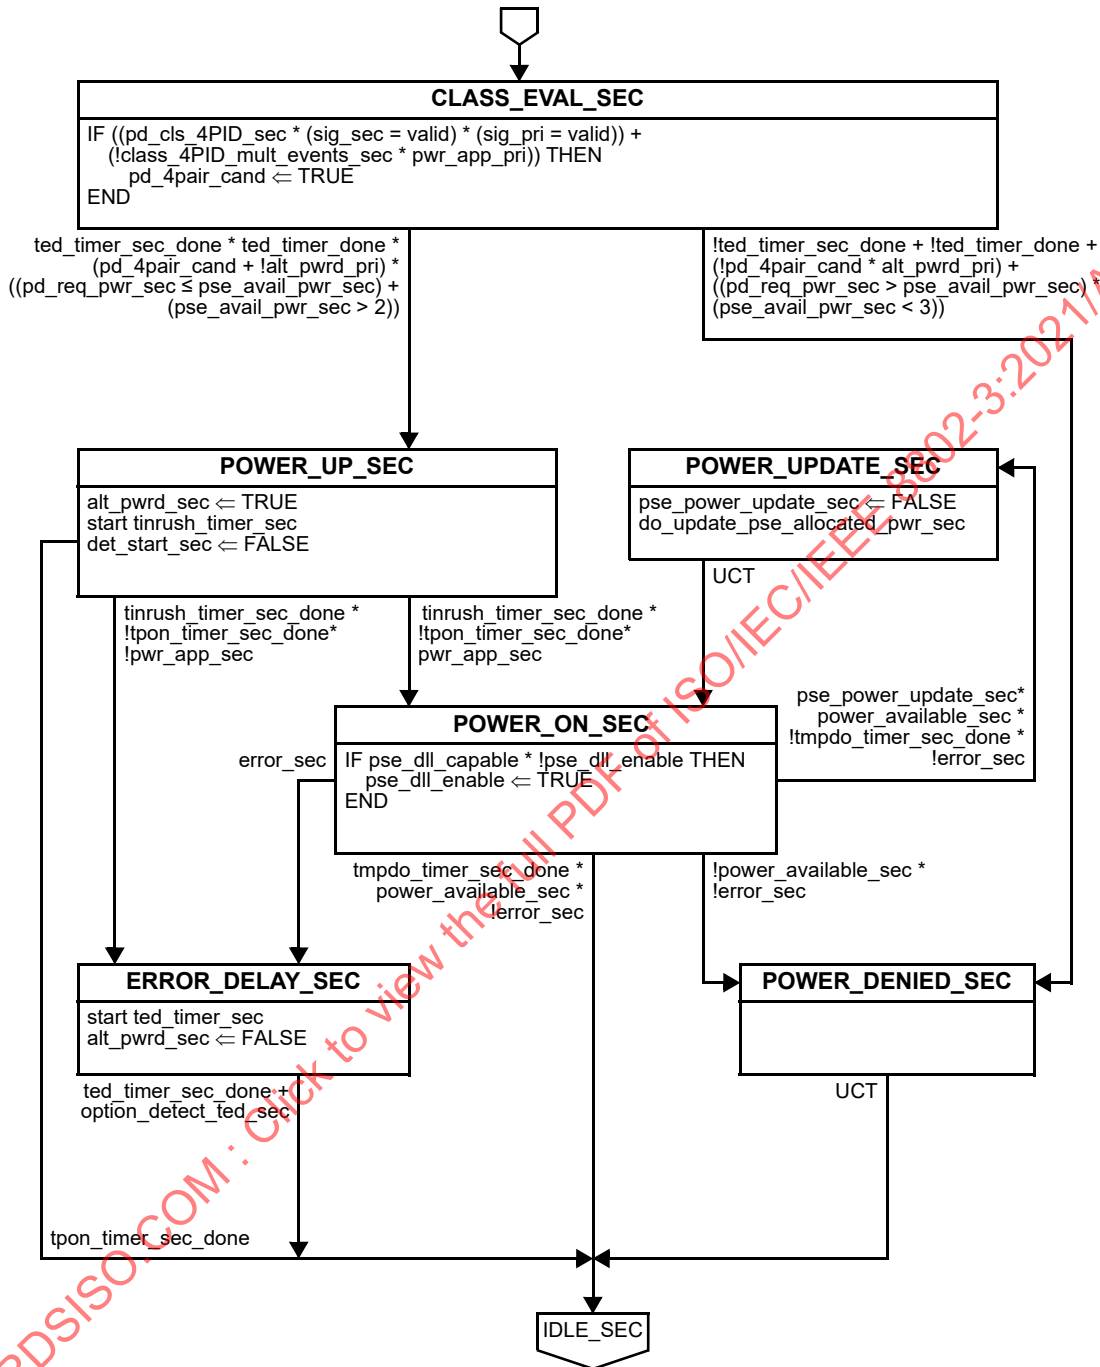 CLASS_EVAL_SEC
IF ((pd_cls_4PID_sec * (sig_sec = valid) * (sig_pri = valid)) +
(!class_4PID_mult_events_sec * pwr_app_pri)) THEN
pd_4pair_cand ⇐ TRUE
END
ted_timer_sec_done * ted_timer_done *
(pd_4pair_cand + !alt_pwrd_pri) *
((pd_req_pwr_sec ≤ pse_avail_pwr_sec) +
(pse_avail_pwr_sec > 2))
!ted_timer_sec_done + !ted_timer_done +
(!pd_4pair_cand * alt_pwrd_pri) +
((pd_req_pwr_sec > pse_avail_pwr_sec) *
(pse_avail_pwr_sec < 3))
POWER_UP_SEC
alt_pwrd_sec ⇐ TRUE
start tinrush_timer_sec
det_start_sec ⇐ FALSE
POWER_UPDATE_SEC
pse_power_update_sec ⇐ FALSE
do_update_pse_allocated_pwr_sec
UCT
tinrush_timer_sec_done *
!tpon_timer_sec_done*
!pwr_app_sec
tinrush_timer_sec_done *
!tpon_timer_sec_done*
pwr_app_sec
pse_power_update_sec*
power_available_sec *
!tmpdo_timer_sec_done *
!error_sec
POWER_ON_SEC
IF pse_dll_capable * !pse_dll_enable THEN
pse_dll_enable ⇐ TRUE
END
error_sec
tmpdo_timer_sec_done *
power_available_sec *
!error_sec
!power_available_sec *
!error_sec
ERROR_DELAY_SEC
start ted_timer_sec
alt_pwrd_sec ⇐ FALSE
POWER_DENIED_SEC
ted_timer_sec_done +
option_detect_ted_sec
UCT
tpon_timer_sec_done
IDLE_SEC
RDSISO.COM : Click to view the full PDF of ISO/IEC/IEEE 8802-3:2021/A